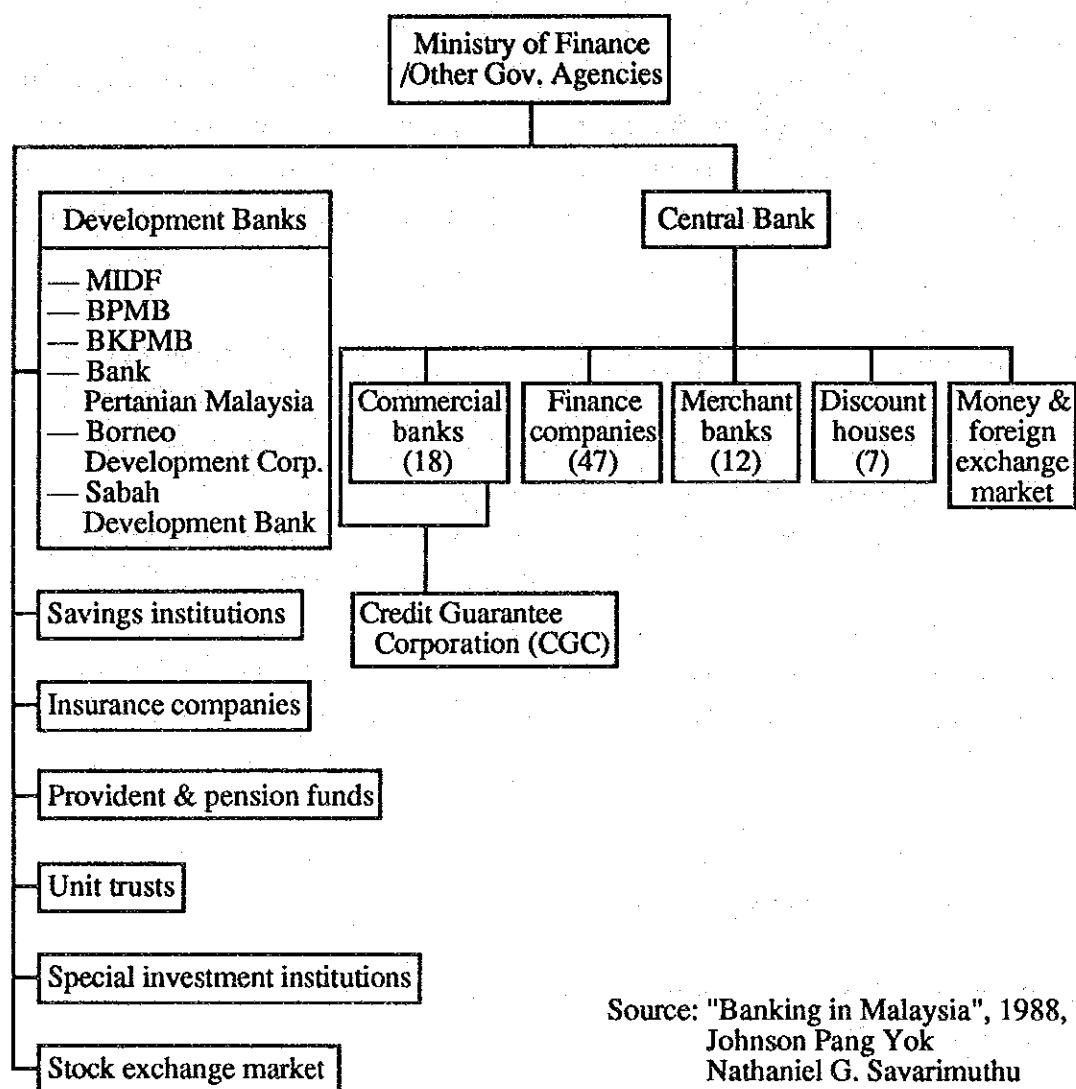 Ministry of Finance
/Other Gov. Agencies
Development Banks
— MIDF
— BPMB
— BKPMB
— Bank
Pertanian Malaysia
— Borneo
Development Corp.
— Sabah
Development Bank
Central Bank
Commercial
banks
(18)
Finance
companies
(47)
Merchant
banks
(12)
Discount
houses
(7)
Money &
foreign
exchange
market
Savings institutions
Credit Guarantee
Corporation (CGC)
Insurance companies
Provident & pension funds
Unit trusts
Special investment institutions
Stock exchange market
Source: "Banking in Malaysia", 1988,
Johnson Pang Yok
Nathaniel G. Savarimuthu